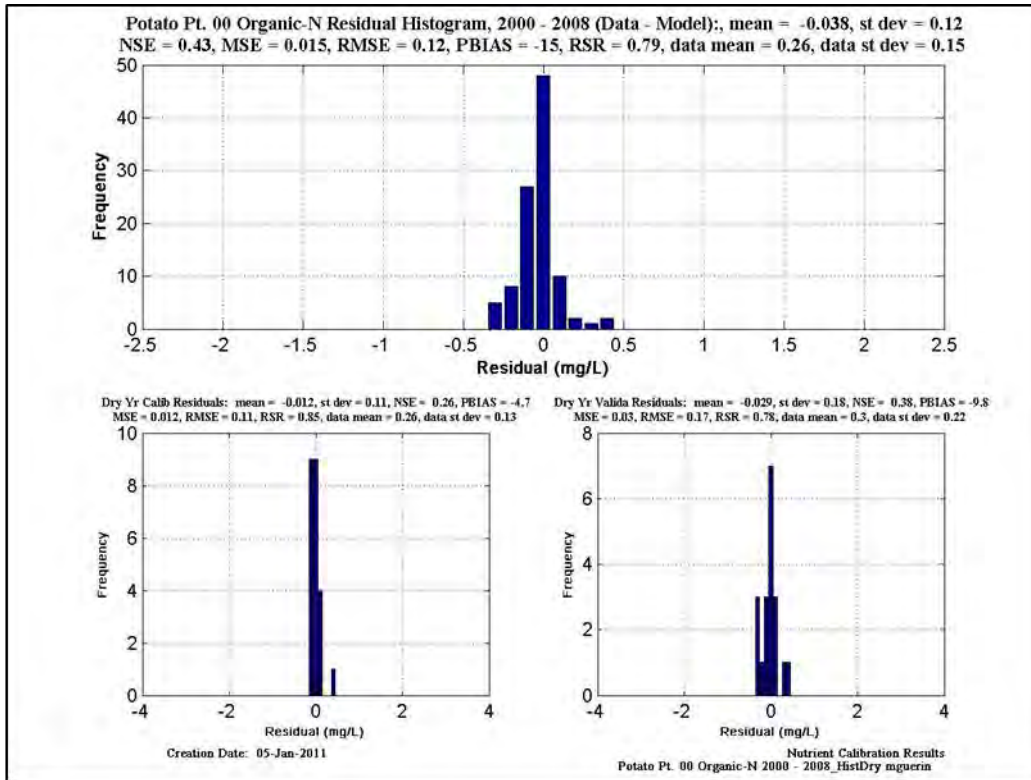 Potato Pt. 00 Organic-N Residual Histogram, 2000 - 2008 (Data - Model):, mean = -0.038, st dev = 0.12
NSE = 0.43, MSE = 0.015, RMSE = 0.12, PBIAS = -15, RSR = 0.79, data mean = 0.26, data st dev = 0.15
50
40
30
20
10
0
Frequency
-2.5 -2 -1.5 -1 -0.5 0 0.5 1 1.5 2 2.5
Residual (mg/L)
Dry Yr Calib Residuals: mean = -0.012, st dev = 0.11, NSE = 0.26, PBIAS = -4.7
MSE = 0.012, RMSE = 0.11, RSR = 0.85, data mean = 0.26, data st dev = 0.13
10
8
6
4
2
0
Frequency
-4 -2 0 2 4
Residual (mg/L)
Dry Yr Valida Residuals: mean = -0.029, st dev = 0.18, NSE = 0.38, PBIAS = -9.8
MSE = 0.03, RMSE = 0.17, RSR = 0.78, data mean = 0.3, data st dev = 0.22
8
6
4
2
0
Frequency
-4 -2 0 2 4
Residual (mg/L)
Creation Date: 05-Jan-2011
Nutrient Calibration Results
Potato Pt. 00 Organic-N 2000 - 2008_HistDry mguerin